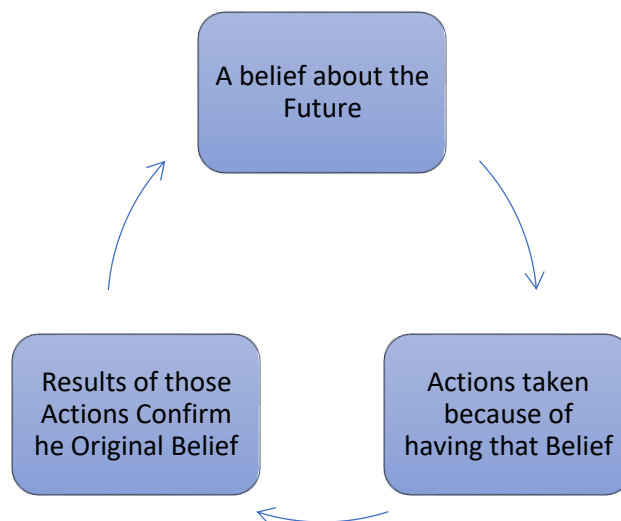 A belief about the
Future
Actions taken
because of
having that Belief
Results of those
Actions Confirm
he Original Belief